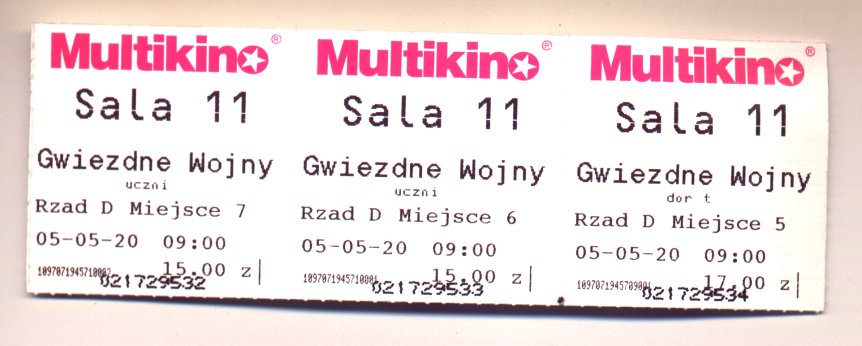 Multikino®
Sala 11
Gwiezdne Wojny
uczni
Rzad D Miejsce 7
05-05-20 09:00
15.00 z
021729532
Multikino®
Sala 11
Gwiezdne Wojny
uczni
Rzad D Miejsce 6
05-05-20 09:00
15.00 z
021729533
Multikino®
Sala 11
Gwiezdne Wojny
dor t
Rzad D Miejsce 5
05-05-20 09:00
17.00 z
021729534